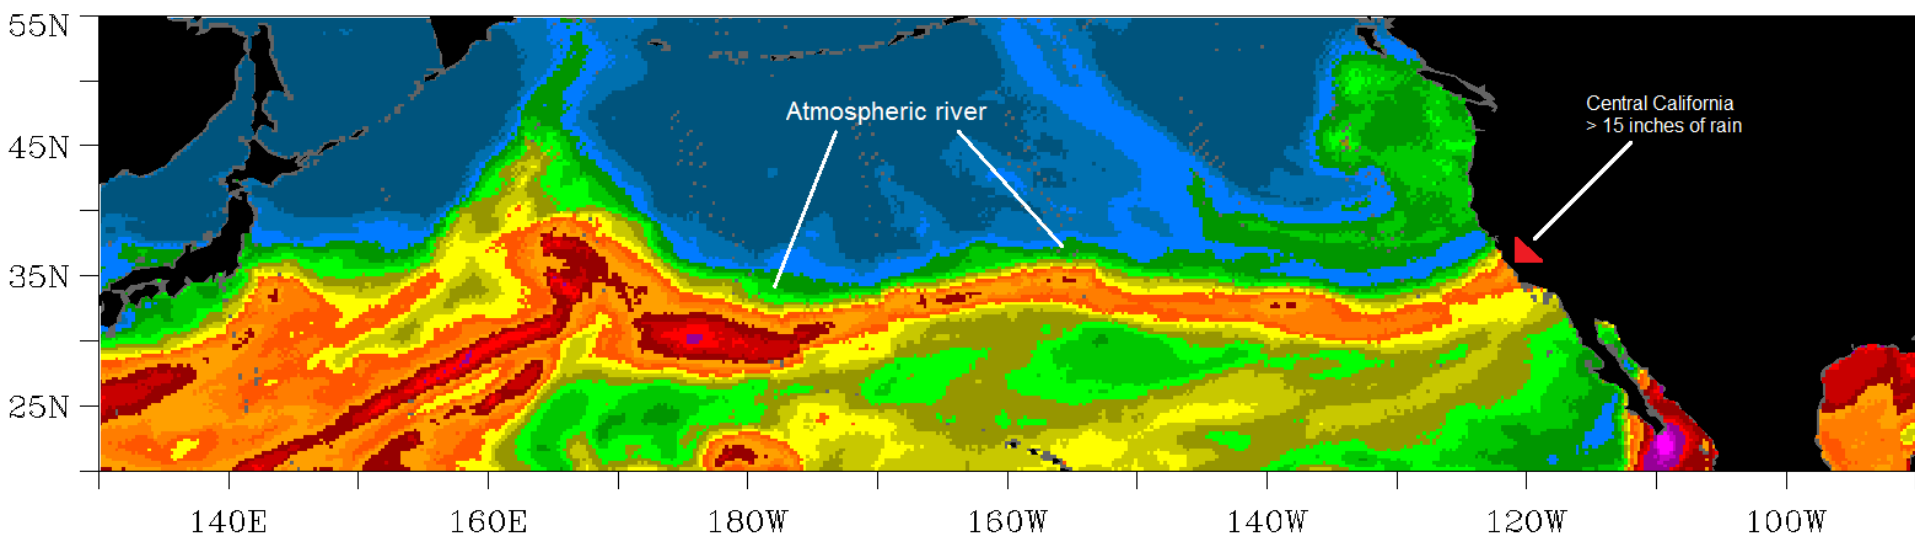 55N
Atmospheric river
Central California
> 15 inches of rain
45N
35N
25N
140E
160E
180W
160W
140W
120W
100W